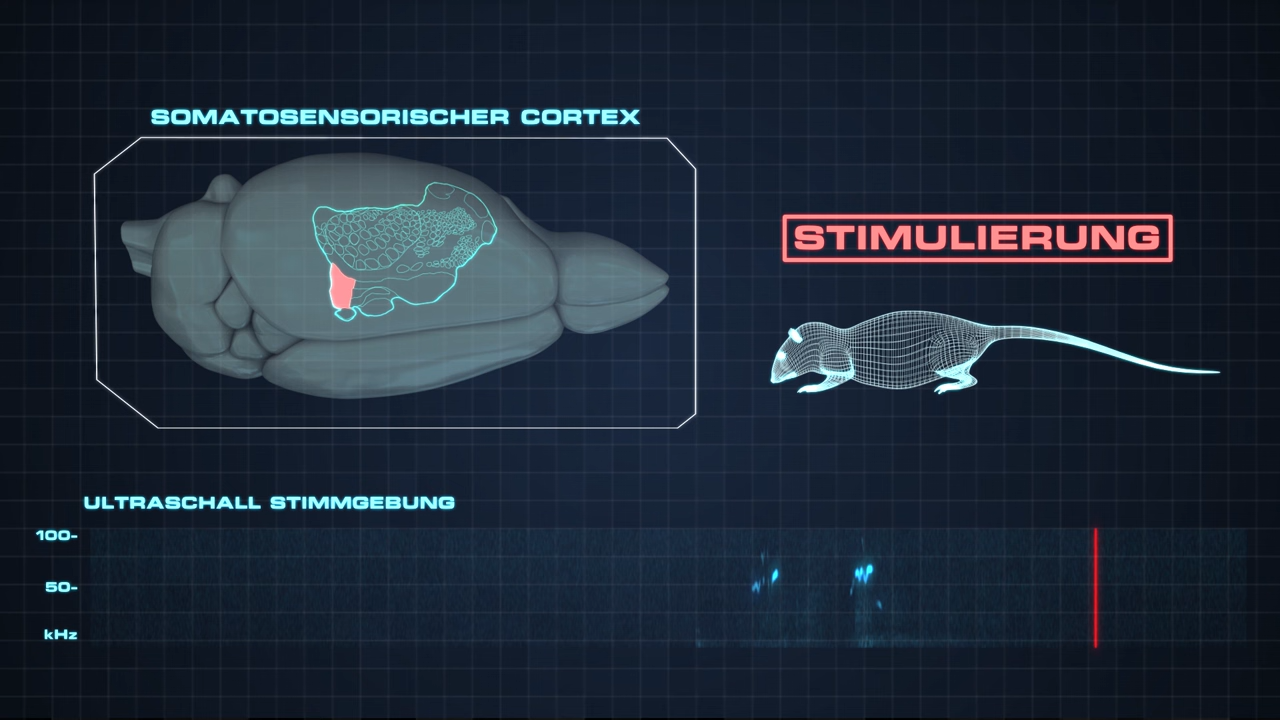 SOMATOSENSORISCHER CORTEX
STIMULIERUNG
ULTRASCHALL STIMMGEBUNG
100-
50-
kHz